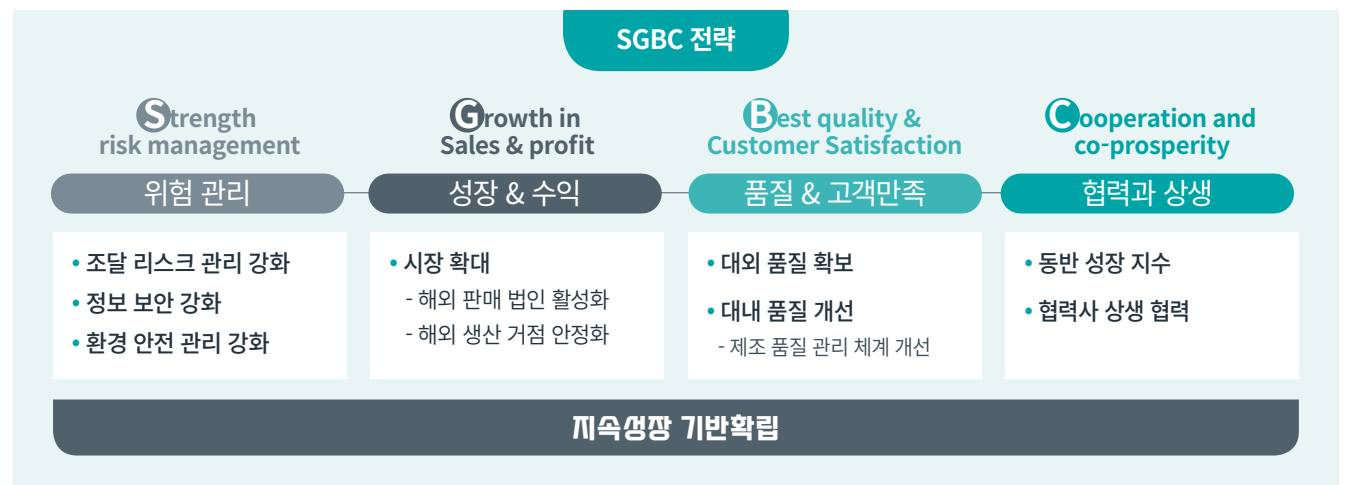 SGBC 전략
Strength
risk management
위험 관리
• 조달 리스크 관리 강화
• 정보 보안 강화
• 환경 안전 관리 강화
Growth in
Sales & profit
성장 & 수익
• 시장 확대
- 해외 판매 법인 활성화
- 해외 생산 거점 안정화
Best quality &
Customer Satisfaction
품질 & 고객만족
• 대외 품질 확보
• 대내 품질 개선
- 제조 품질 관리 체계 개선
Cooperation and
co-prosperity
협력과 상생
• 동반 성장 지수
• 협력사 상생 협력
지속성장 기반확립